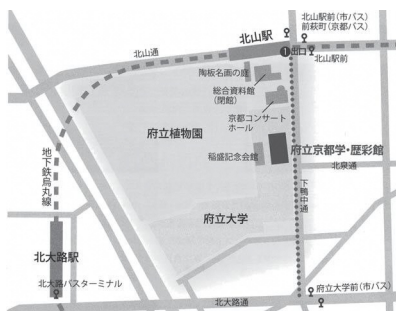 北山駅前（市バス）
前萩町（京都バス）
北山駅
北山通
❶出口
北山駅前
陶板名画の庭
総合資料館
（閉館）
京都コンサート
ホール
府立植物園
府立京都学・歴彩館
稲盛記念会館
北泉通
下鴨中通
地下鉄烏丸線
府立大学
北大路駅
北大路バスターミナル
府立大学前（市バス）
北大路通